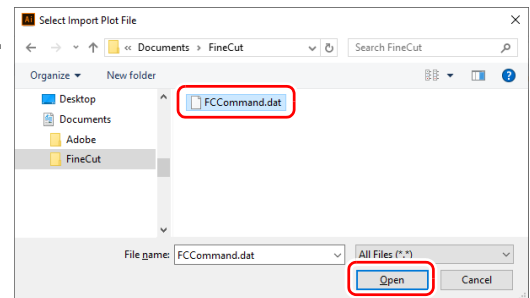 Ai Select Import Plot File
« Documents > FineCut
Search FineCut
Organize
New folder
Desktop
Documents
Adobe
FineCut
FCCommand.dat
File name: FCCommand.dat
All Files (*.*)
Open
Cancel